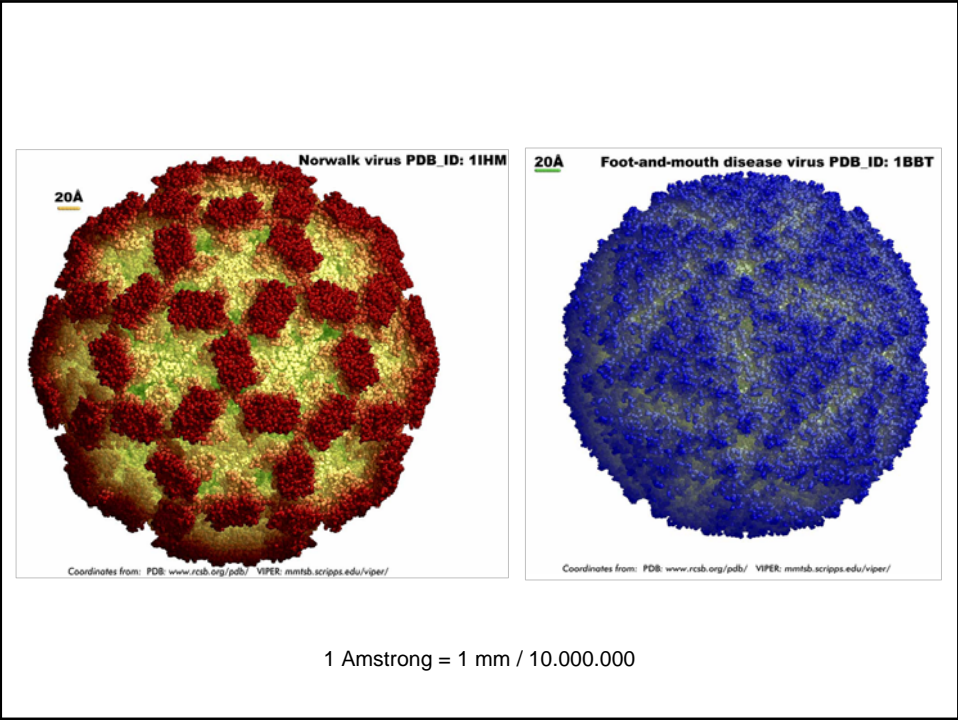 Norwalk virus PDB_ID: 1IHM
20Å
Coordinates from: PDB: www.rcsb.org/pdb/ VIPER: mmtsb.scripps.edu/viper/
20Å Foot-and-mouth disease virus PDB_ID: 1BBT
Coordinates from: PDB: www.rcsb.org/pdb/ VIPER: mmtsb.scripps.edu/viper/
1 Amstrong = 1 mm / 10.000.000